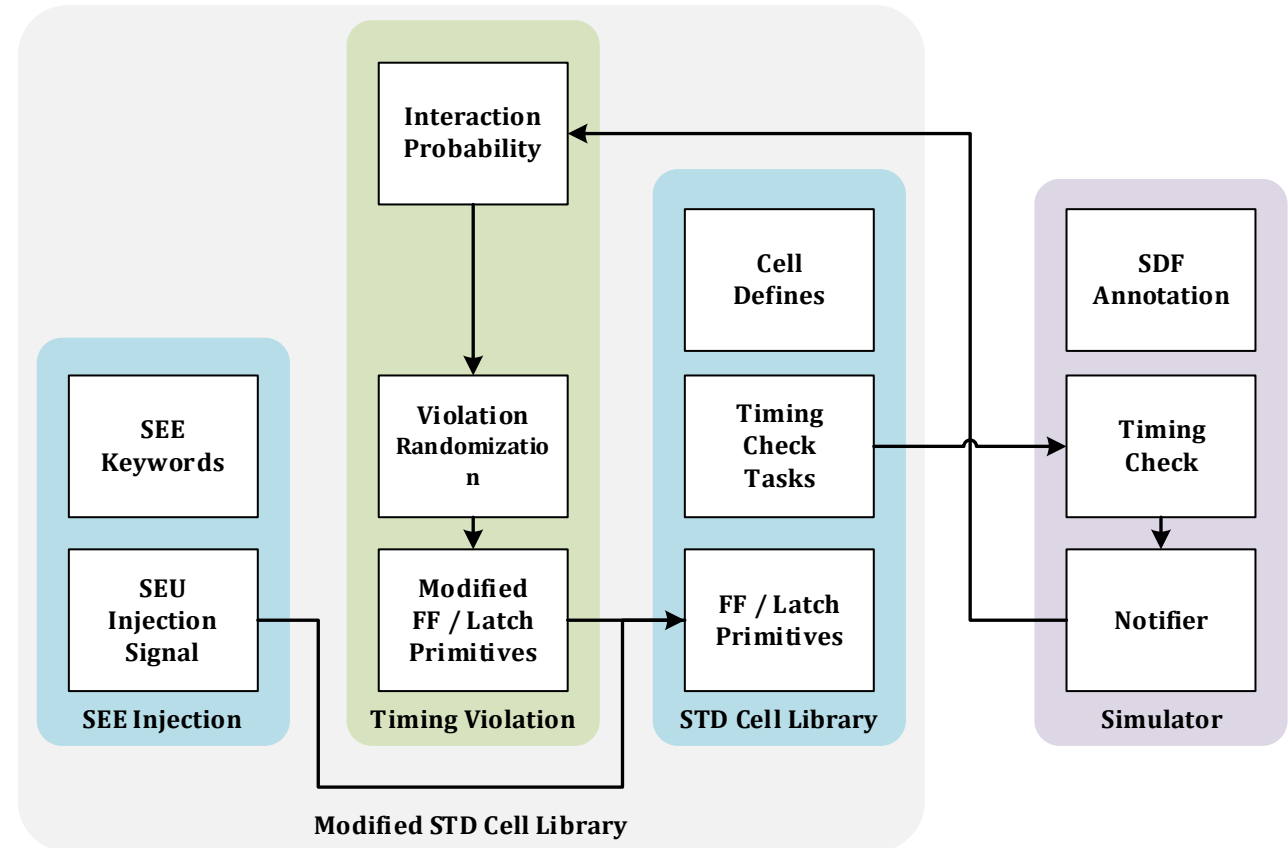 Interaction
Probability
Violation
Randomizatio
n
Modified
FF / Latch
Primitives
Timing Violation
SEE
Keywords
SEU
Injection
Signal
SEE Injection
Cell
Defines
Timing
Check
Tasks
FF / Latch
Primitives
STD Cell Library
SDF
Annotation
Timing
Check
Notifier
Simulator
Modified STD Cell Library